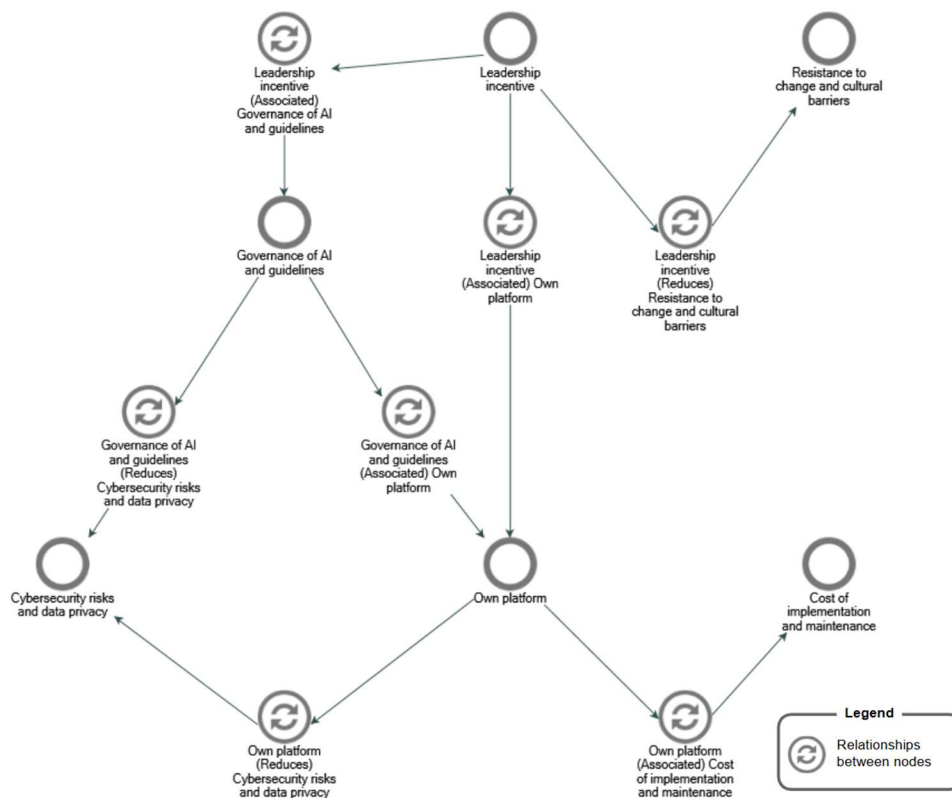 Leadership
incentive
(Associated)
Governance of AI
and guidelines
Leadership
incentive
Resistance to
change and cultural
barriers
Governance of AI
and guidelines
Leadership
incentive
(Associated) Own
platform
Leadership
incentive
(Reduces)
Resistance to
change and cultural
barriers
Governance of AI
and guidelines
(Reduces)
Cybersecurity risks
and data privacy
Governance of AI
and guidelines
(Associated) Own
platform
Cybersecurity risks
and data privacy
Own platform
Cost of
implementation
and maintenance
Own platform
(Reduces)
Cybersecurity risks
and data privacy
Own platform
(Associated) Cost
of implementation
and maintenance
Legend
Relationships
between nodes